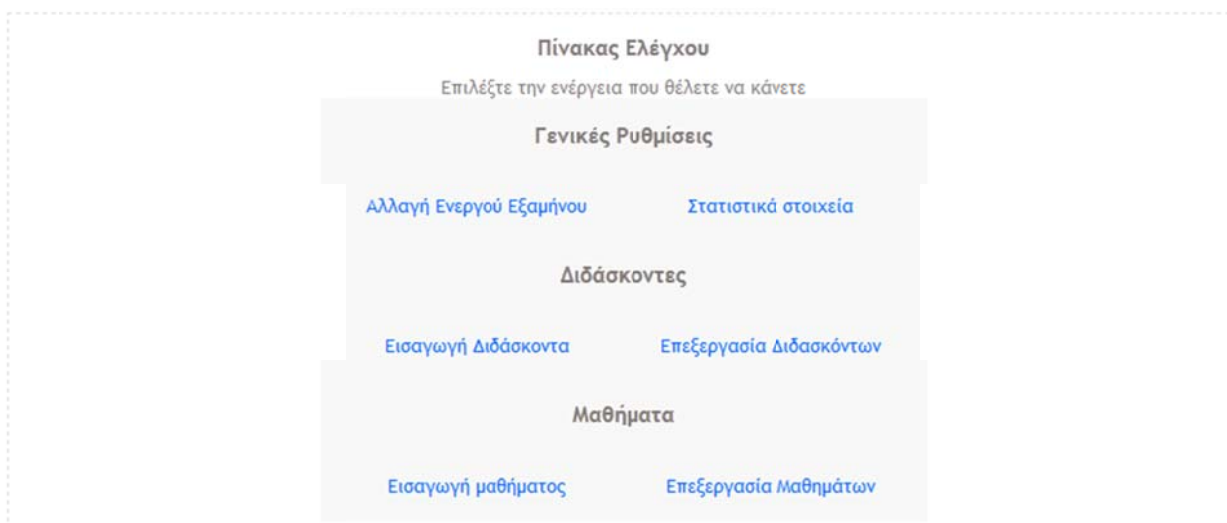 Πίνακας Ελέγχου
Επιλέξτε την ενέργεια που θέλετε να κάνετε
Γενικές Ρυθμίσεις
Αλλαγή Ενεργού Εξαμήνου Στατιστικά στοιχεία
Διδάσκοντες
Εισαγωγή Διδάσκοντα Επεξεργασία Διδασκόντων
Μαθήματα
Εισαγωγή μαθήματος Επεξεργασία Μαθημάτων